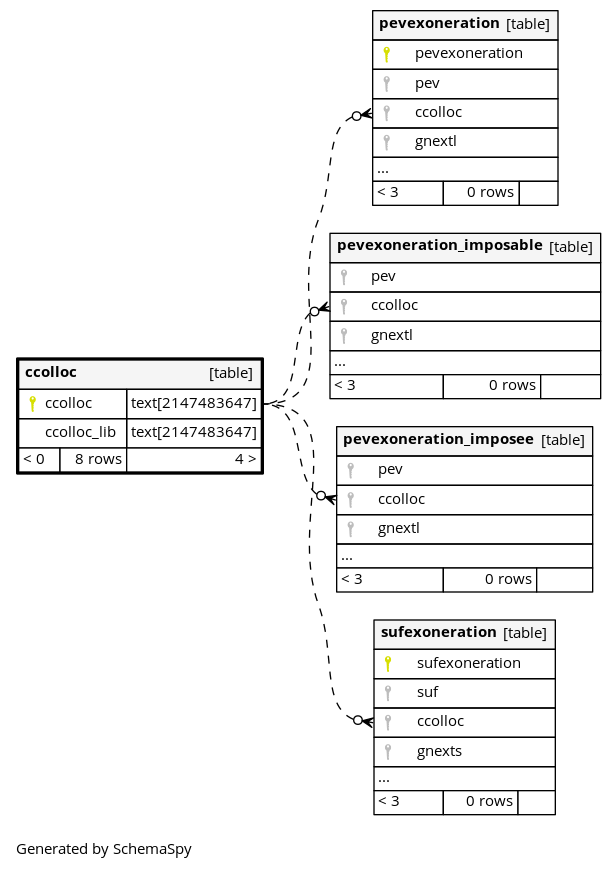 pevexoneration [table]
pevexoneration
pev
ccolloc
gnextl
...
< 3 0 rows
pevexoneration_imposable [table]
pev
ccolloc
gnextl
...
< 3 0 rows
ccolloc [table]
ccolloc text[2147483647]
ccolloc_lib text[2147483647]
< 0 8 rows 4 >
pevexoneration_imposee [table]
pev
ccolloc
gnextl
...
< 3 0 rows
sufexoneration [table]
sufexoneration
suf
ccolloc
gnexts
...
< 3 0 rows
Generated by SchemaSpy